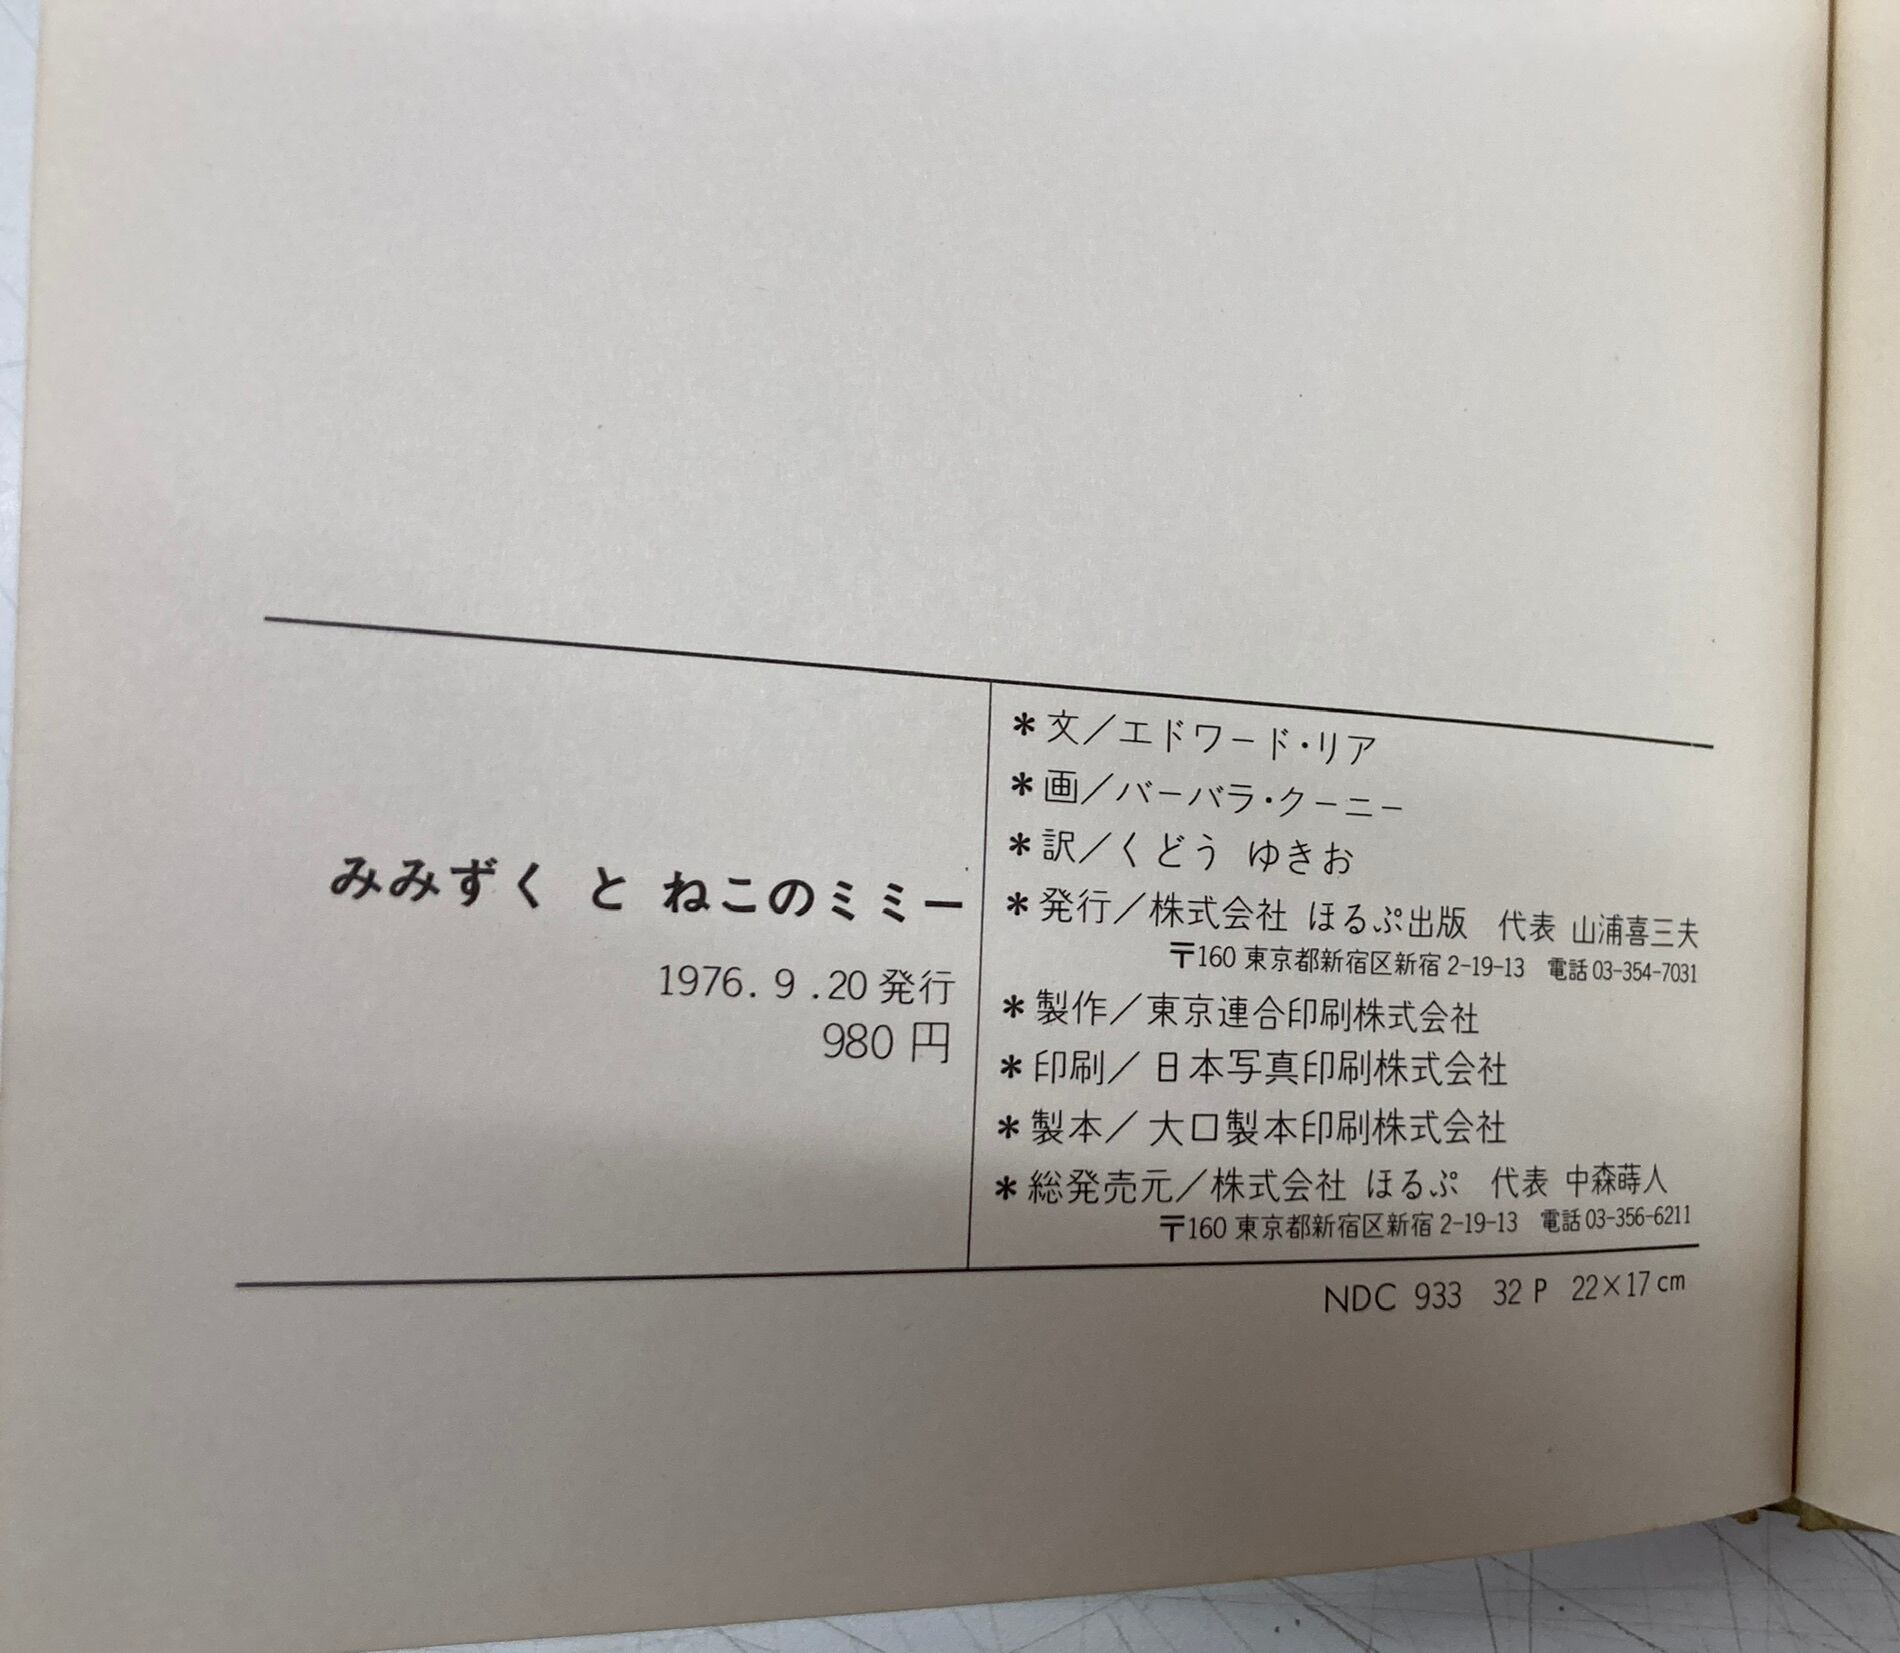 みみずく と ねこのミミー
1976. 9 .20 発行
980 円
＊文／エドワード・リア
＊画／バーバラ・クーニー
＊訳／くどう ゆきお
＊発行／株式会社 ほるぷ出版 代表 山浦喜三夫
〒160 東京都新宿区新宿 2-19-13 電話 03-354-7031
＊製作／東京連合印刷株式会社
＊印刷／日本写真印刷株式会社
＊製本／大口製本印刷株式会社
＊総発売元／株式会社 ほるぷ 代表 中森蒔人
〒160 東京都新宿区新宿 2-19-13 電話 03-356-6211
NDC 933 32 P 22×17 cm